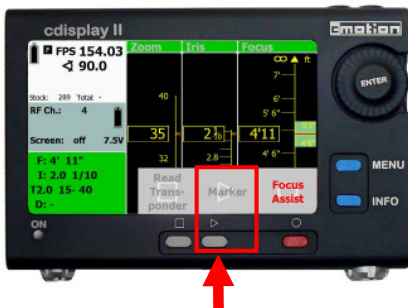 cdisplay II
cmotion
FPS 154.03
90.0
Stock: 289 Total: -
RF Ch.: 4
Screen: off 7.5V
F: 4' 11"
I: 2.0 1/10
T2.0 15- 40
D: -
Zoom
40
35
32
Iris
2 1/10
2.8
Focus
∞ ft
7'
6'
5' 6"
4'11
4' 6"
Read
Trans-
ponder
Marker
Focus
Assist
ENTER
MENU
INFO
ON